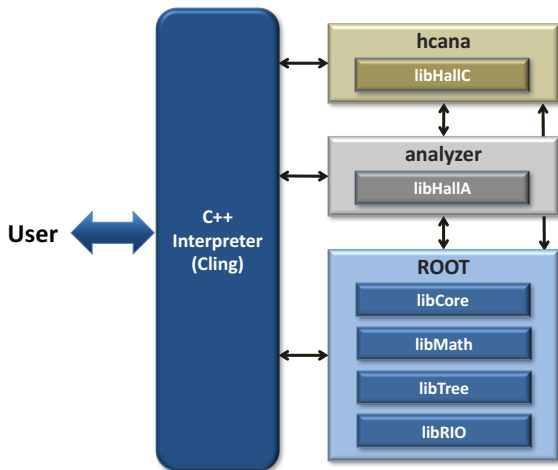 User
C++
Interpreter
(Cling)
hcana
libHallC
analyzer
libHallA
ROOT
libCore
libMath
libTree
libRIO